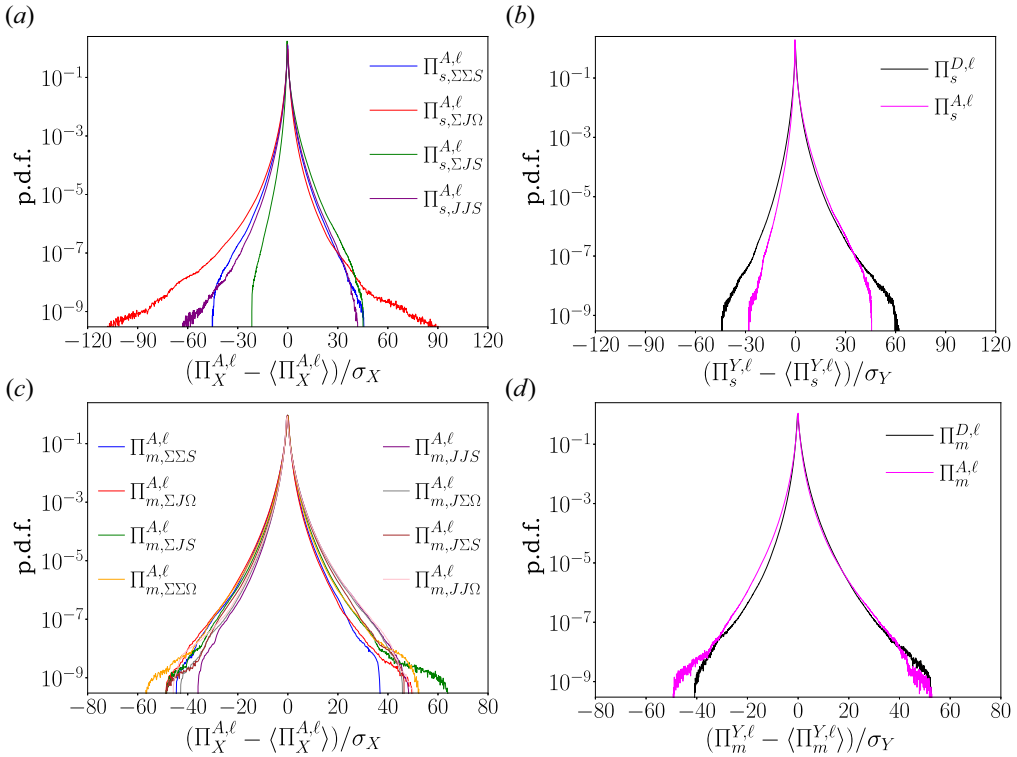 (a)
p.d.f.
10^{-1}
10^{-3}
10^{-5}
10^{-7}
10^{-9}
Π^{A,ℓ}_{s,ΣΣS}
Π^{A,ℓ}_{s,ΣJΩ}
Π^{A,ℓ}_{s,ΣJS}
Π^{A,ℓ}_{s,JJS}
−120 −90 −60 −30 0 30 60 90 120
(Π^{A,ℓ}_X − ⟨Π^{A,ℓ}_X⟩)/σ_X
(b)
p.d.f.
10^{-1}
10^{-3}
10^{-5}
10^{-7}
10^{-9}
Π^{D,ℓ}_s
Π^{A,ℓ}_s
−120 −90 −60 −30 0 30 60 90 120
(Π^{Y,ℓ}_s − ⟨Π^{Y,ℓ}_s⟩)/σ_Y
(c)
p.d.f.
10^{-1}
10^{-3}
10^{-5}
10^{-7}
10^{-9}
Π^{A,ℓ}_{m,ΣΣS}
Π^{A,ℓ}_{m,ΣJΩ}
Π^{A,ℓ}_{m,ΣJS}
Π^{A,ℓ}_{m,ΣΣΩ}
Π^{A,ℓ}_{m,JJS}
Π^{A,ℓ}_{m,JΣΩ}
Π^{A,ℓ}_{m,JΣS}
Π^{A,ℓ}_{m,JJΩ}
−80 −60 −40 −20 0 20 40 60 80
(Π^{A,ℓ}_X − ⟨Π^{A,ℓ}_X⟩)/σ_X
(d)
p.d.f.
10^{-1}
10^{-3}
10^{-5}
10^{-7}
10^{-9}
Π^{D,ℓ}_m
Π^{A,ℓ}_m
−80 −60 −40 −20 0 20 40 60 80
(Π^{Y,ℓ}_m − ⟨Π^{Y,ℓ}_m⟩)/σ_Y